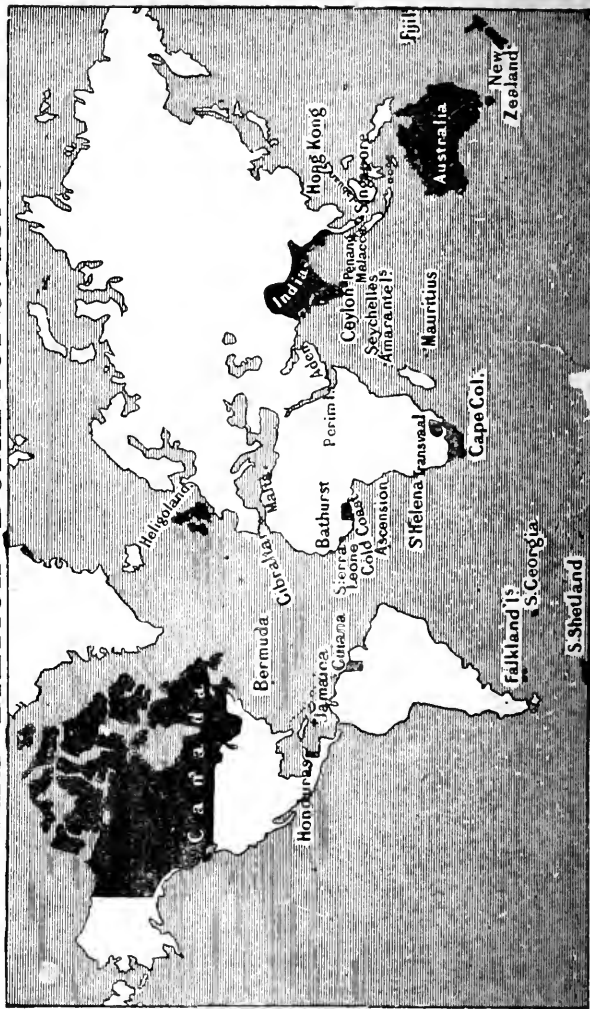 Canada
Bermuda
Honduras
Jamaica
Guiana
Falkland Is
S. Georgia
S. Shetland
Heligoland
Gibraltar
Malta
Bathurst
Sierra
Leone
Gold Coast
Ascension
St Helena
Transvaal
Cape Col.
Perim I.
Aden
India
Ceylon
Seychelles
Amarante Is
Mauritius
Penang
Malacca
Singapore
Hong Kong
Australia
New
Zealand
Fiji I